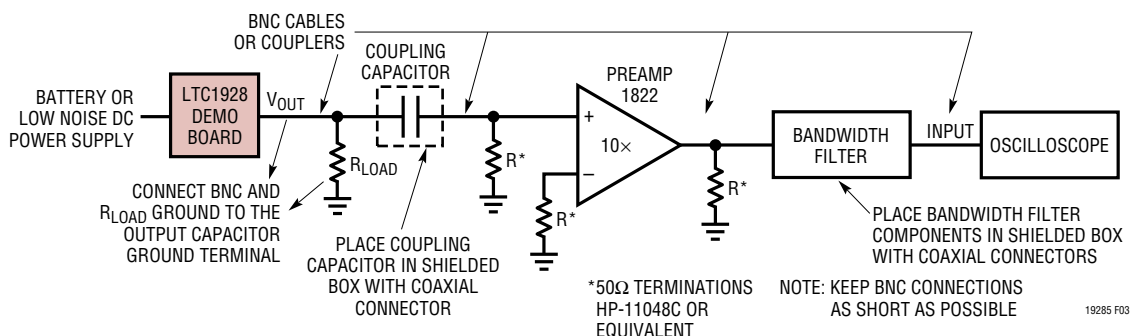 BNC CABLES
OR COUPLERS
COUPLING
CAPACITOR
BATTERY OR
LOW NOISE DC
POWER SUPPLY
LTC1928
DEMO
BOARD
VOUT
RLOAD
R*
PREAMP
1822
+
10×
–
R*
R*
BANDWIDTH
FILTER
INPUT
OSCILLOSCOPE
CONNECT BNC AND
RLOAD GROUND TO THE
OUTPUT CAPACITOR
GROUND TERMINAL
PLACE COUPLING
CAPACITOR IN SHIELDED
BOX WITH COAXIAL
CONNECTOR
PLACE BANDWIDTH FILTER
COMPONENTS IN SHIELDED BOX
WITH COAXIAL CONNECTORS
*50Ω TERMINATIONS
HP-11048C OR
EQUIVALENT
NOTE: KEEP BNC CONNECTIONS
AS SHORT AS POSSIBLE
19285 F03